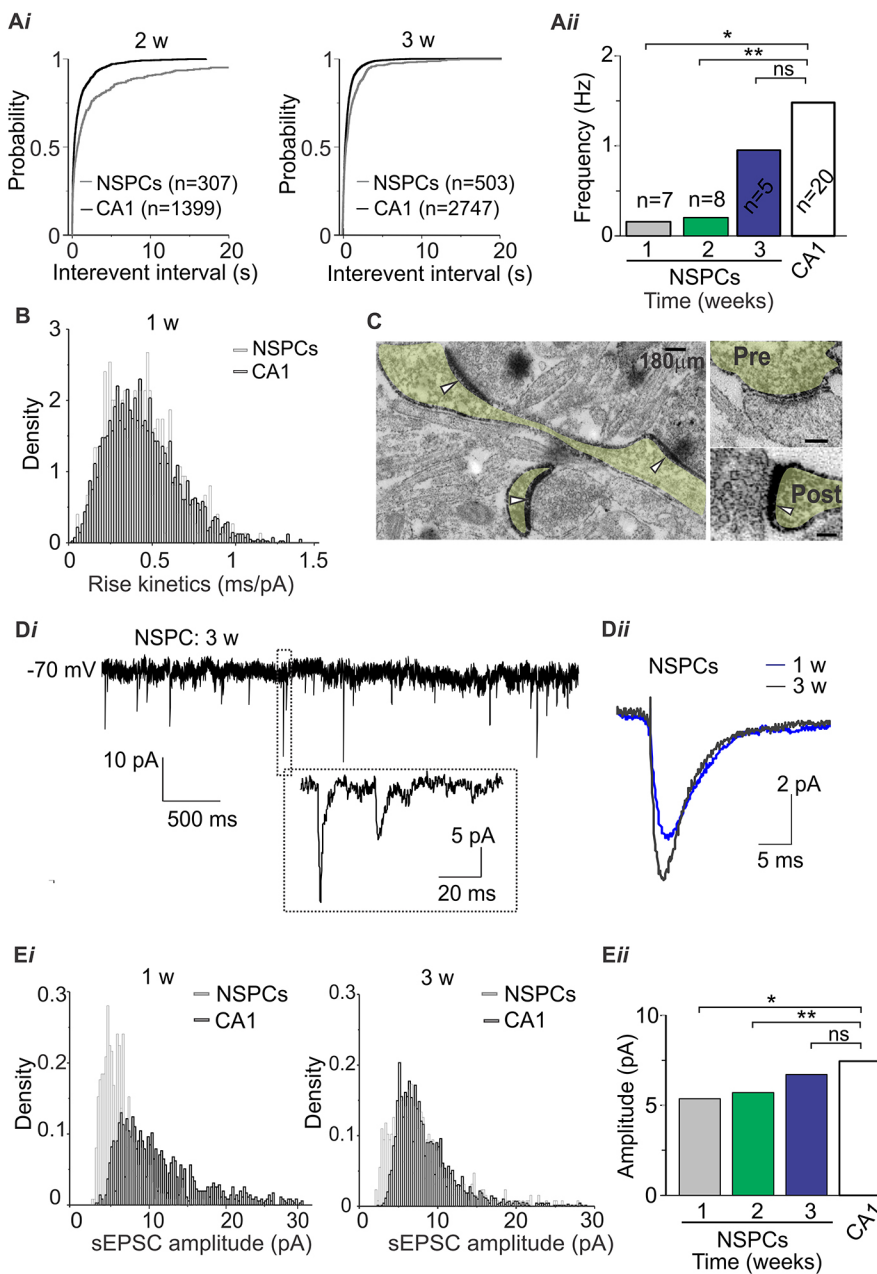 Ai
2 w
3 w
Probability
1
0.5
0
NSPCs (n=307)
CA1 (n=1399)
0
10
20
Interevent interval (s)
Probability
1
0.5
0
NSPCs (n=503)
CA1 (n=2747)
0
10
20
Interevent interval (s)
Aii
*
**
ns
Frequency (Hz)
2
1
0
n=7
n=8
n=5
n=20
1
2
3
CA1
NSPCs
Time (weeks)
B
1 w
NSPCs
CA1
Density
3
2
1
0
0
0.5
1
1.5
Rise kinetics (ms/pA)
C
180μm
Pre
Post
Di
NSPC: 3 w
-70 mV
10 pA
500 ms
5 pA
20 ms
Dii
NSPCs
1 w
3 w
2 pA
5 ms
Ei
1 w
NSPCs
CA1
Density
0.3
0.2
0.1
0
0
10
20
30
sEPSC amplitude (pA)
3 w
NSPCs
CA1
Density
0.3
0.2
0.1
0
0
10
20
30
sEPSC amplitude (pA)
Eii
*
**
ns
Amplitude (pA)
10
5
0
1
2
3
CA1
NSPCs
Time (weeks)